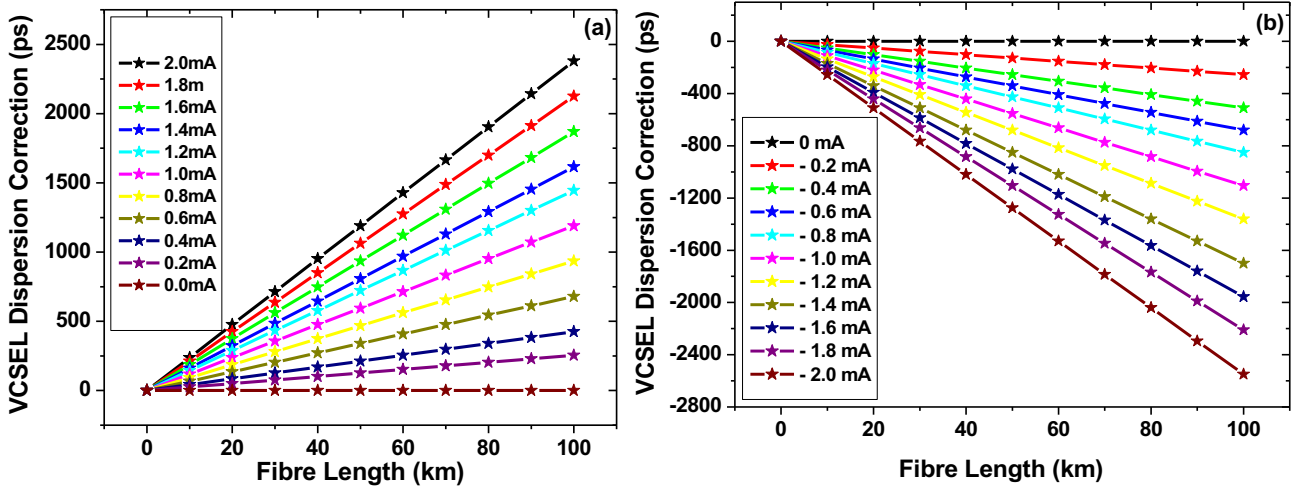 (a)
VCSEL Dispersion Correction (ps)
2500
2000
1500
1000
500
0
2.0mA
1.8m
1.6mA
1.4mA
1.2mA
1.0mA
0.8mA
0.6mA
0.4mA
0.2mA
0.0mA
0 20 40 60 80 100
Fibre Length (km)
(b)
VCSEL Dispersion Correction (ps)
0
-400
-800
-1200
-1600
-2000
-2400
-2800
0 mA
- 0.2 mA
- 0.4 mA
- 0.6 mA
- 0.8 mA
- 1.0 mA
- 1.2 mA
- 1.4 mA
- 1.6 mA
- 1.8 mA
- 2.0 mA
0 20 40 60 80 100
Fibre Length (km)